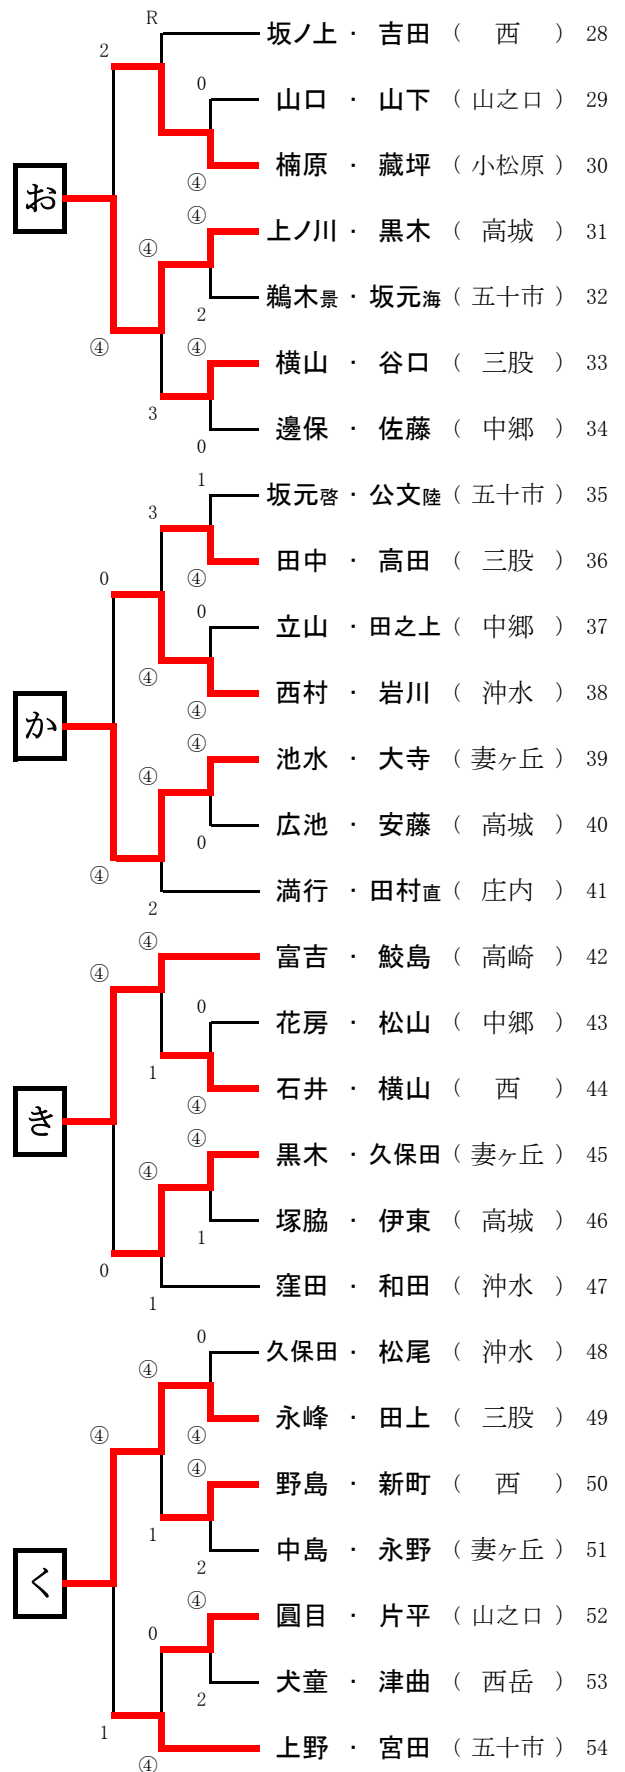 R
坂ノ上 ・ 吉田 （ 西 ） 28
2
0
山口 ・ 山下 （ 山之口 ） 29
楠原 ・ 藏坪 （ 小松原 ） 30
④
お
④
上ノ川 ・ 黒木 （ 高城 ） 31
④
鵜木景 ・ 坂元海 （ 五十市 ） 32
2
④
④
横山 ・ 谷口 （ 三股 ） 33
3
邊保 ・ 佐藤 （ 中郷 ） 34
0
1
坂元啓 ・ 公文陸 （ 五十市 ） 35
3
田中 ・ 高田 （ 三股 ） 36
0
④
0
立山 ・ 田之上 （ 中郷 ） 37
④
西村 ・ 岩川 （ 沖水 ） 38
④
か
④
池水 ・ 大寺 （ 妻ヶ丘 ） 39
④
広池 ・ 安藤 （ 高城 ） 40
0
④
満行 ・ 田村直 （ 庄内 ） 41
2
④
富吉 ・ 鮫島 （ 高崎 ） 42
④
0
花房 ・ 松山 （ 中郷 ） 43
1
石井 ・ 横山 （ 西 ） 44
④
き
④
黒木 ・ 久保田 （ 妻ヶ丘 ） 45
④
塚脇 ・ 伊東 （ 高城 ） 46
1
0
窪田 ・ 和田 （ 沖水 ） 47
1
0
久保田 ・ 松尾 （ 沖水 ） 48
④
永峰 ・ 田上 （ 三股 ） 49
④
④
④
野島 ・ 新町 （ 西 ） 50
1
中島 ・ 永野 （ 妻ヶ丘 ） 51
2
く
④
圓目 ・ 片平 （ 山之口 ） 52
0
犬童 ・ 津曲 （ 西岳 ） 53
2
1
上野 ・ 宮田 （ 五十市 ） 54
④